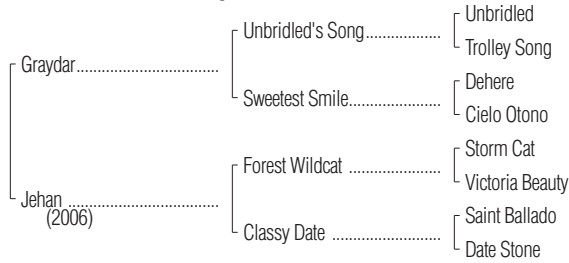 Unbridled
Unbridled's Song..................
Trolley Song
Graydar..................................
Dehere
Sweetest Smile......................
Cielo Otono
Storm Cat
Forest Wildcat ......................
Victoria Beauty
Jehan ...................................
(2006)
Saint Ballado
Classy Date ..........................
Date Stone